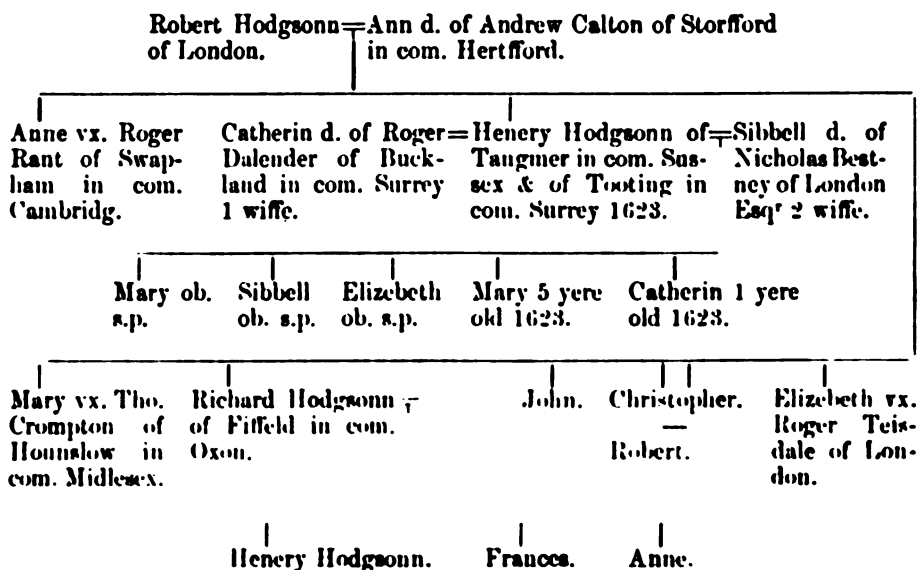 Robert Hodgsonn=Ann d. of Andrew Calton of Storfford
of London. in com. Hertfford.
Anne vx. Roger
Rant of Swap-
ham in com.
Cambridg.
Catherin d. of Roger=
Dalender of Buck-
land in com. Surrey
1 wiffe.
Henery Hodgsonn of=
Tangmer in com. Sus-
sex & of Tooting in
com. Surrey 1623.
Sibbell d. of
Nicholas Best-
ney of London
Esqr 2 wiffe.
Mary ob.
s.p.
Sibbell
ob. s.p.
Elizebeth
ob. s.p.
Mary 5 yere
old 1623.
Catherin 1 yere
old 1623.
Mary vx. Tho.
Crompton of
Hounslow in
com. Midlesex.
Richard Hodgsonn
of Fiffeld in com.
Oxon.
John.
Christopher.
—
Robert.
Elizebeth vx.
Roger Teis-
dale of Lon-
don.
Henery Hodgsonn.
Frances.
Anne.